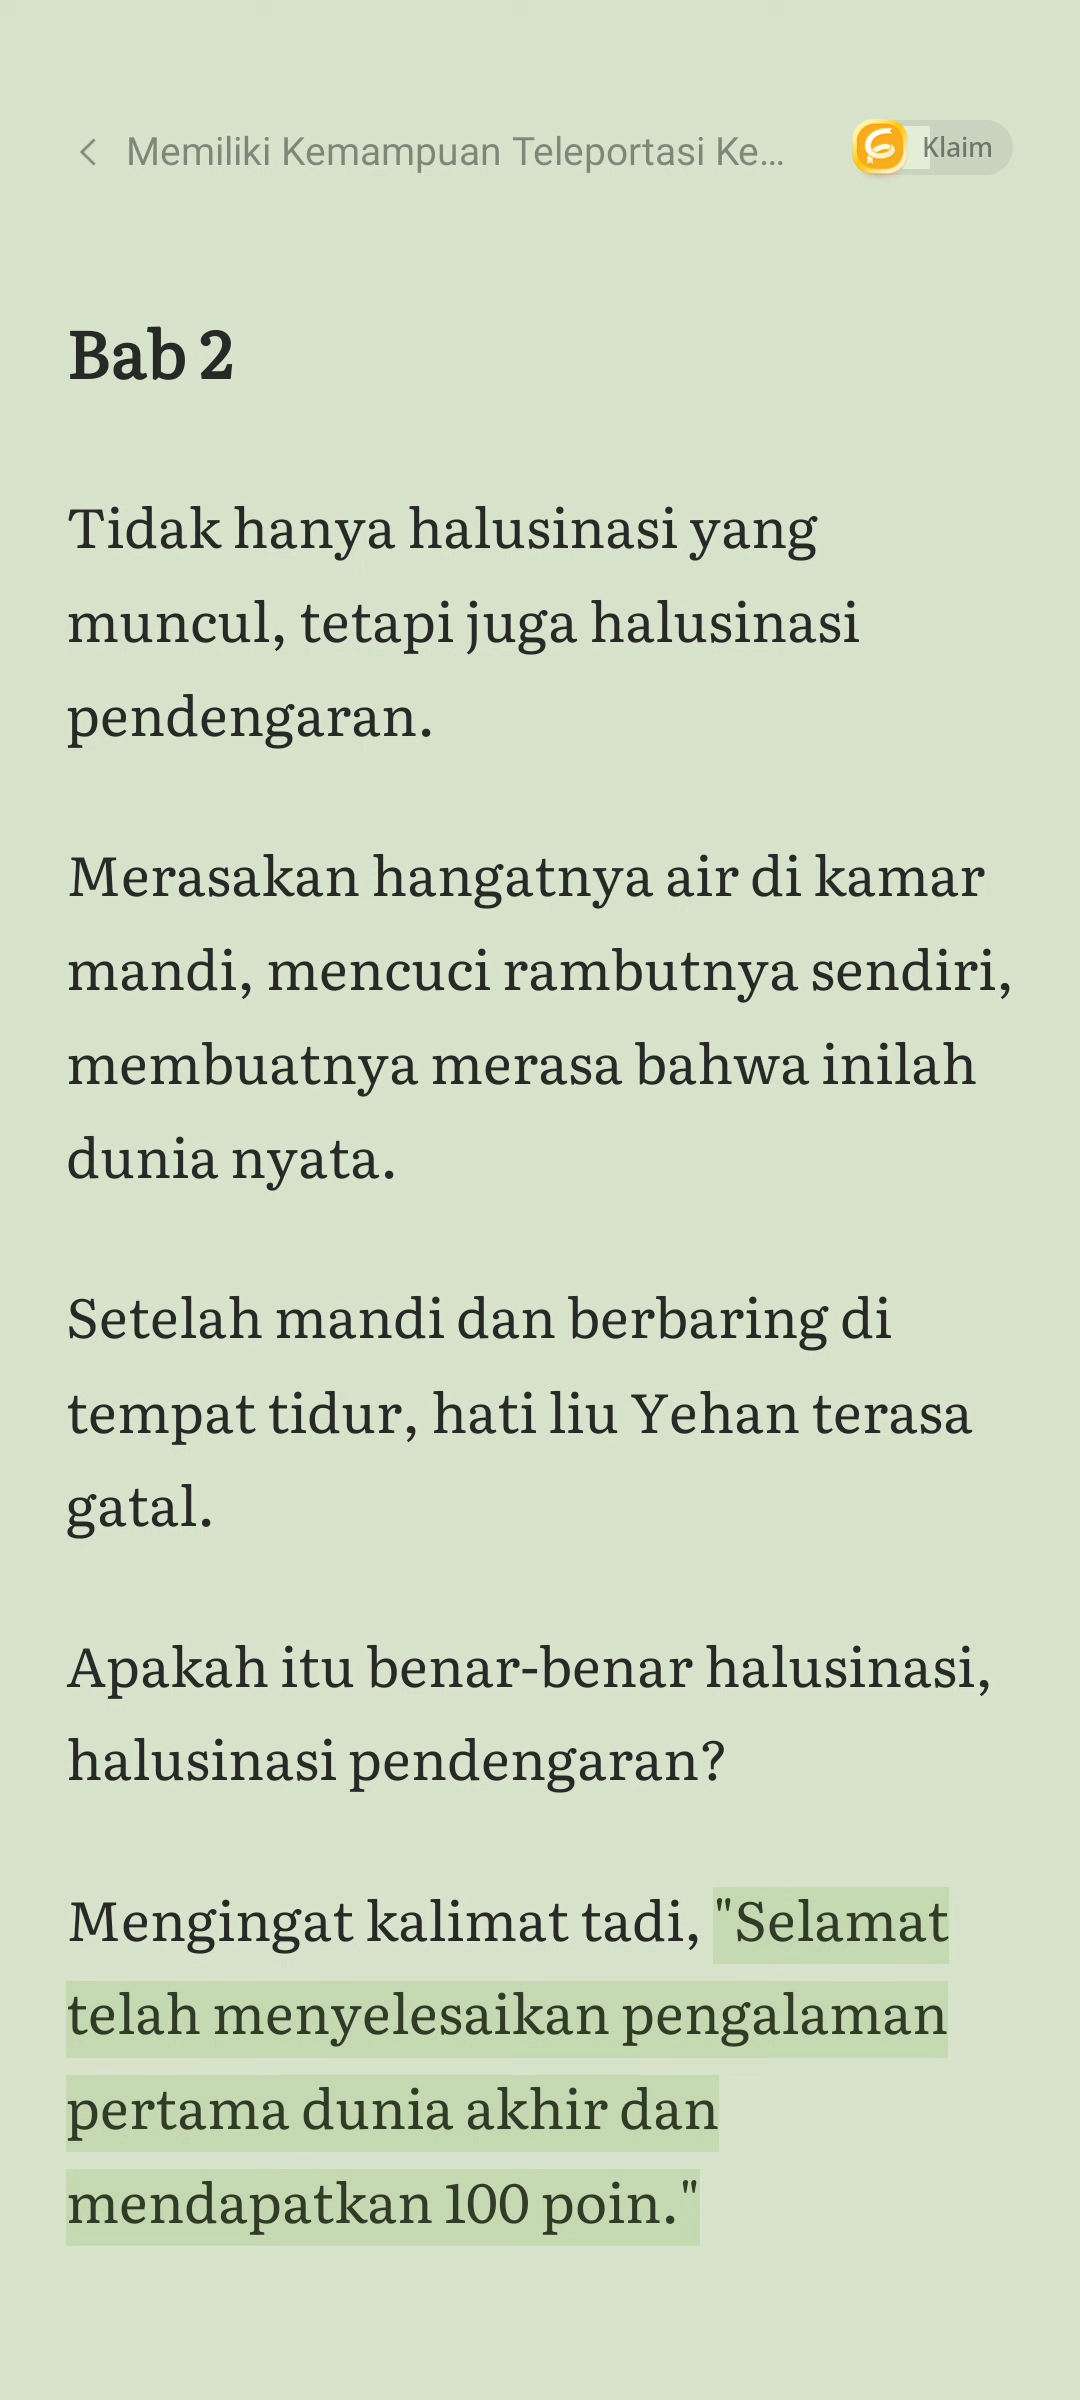 Memiliki Kemampuan Teleportasi Ke...
Klaim
Bab 2
Tidak hanya halusinasi yang
muncul, tetapi juga halusinasi
pendengaran.
Merasakan hangatnya air di kamar
mandi, mencuci rambutnya sendiri,
membuatnya merasa bahwa inilah
dunia nyata.
Setelah mandi dan berbaring di
tempat tidur, hati liu Yehan terasa
gatal.
Apakah itu benar-benar halusinasi,
halusinasi pendengaran?
Mengingat kalimat tadi, "Selamat
telah menyelesaikan pengalaman
pertama dunia akhir dan
mendapatkan 100 poin."